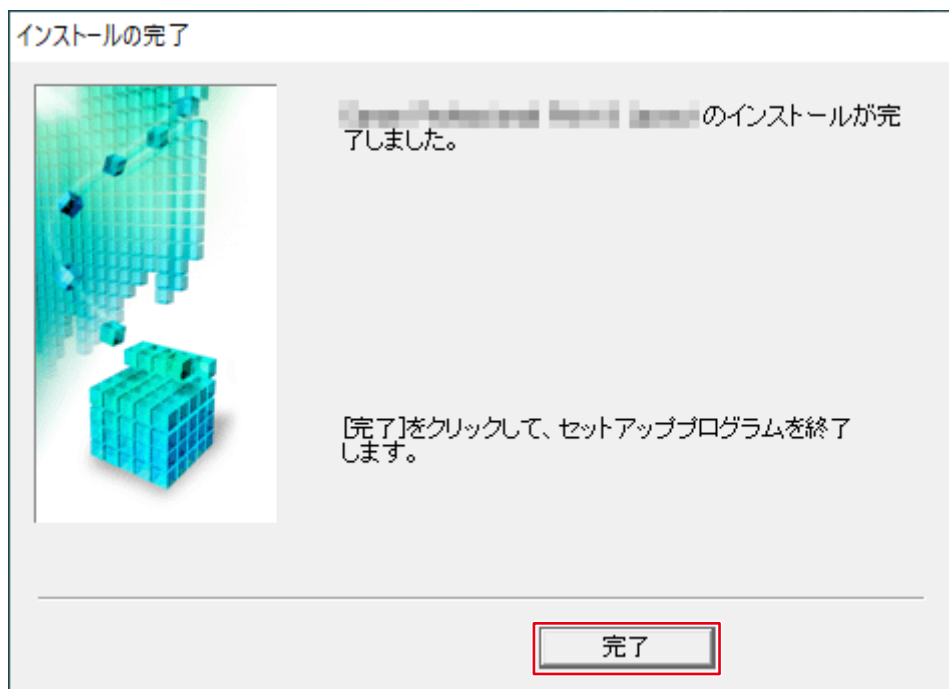 インストールの完了
のインストールが完
了しました。
[完了]をクリックして、セットアッププログラムを終了
します。
完了